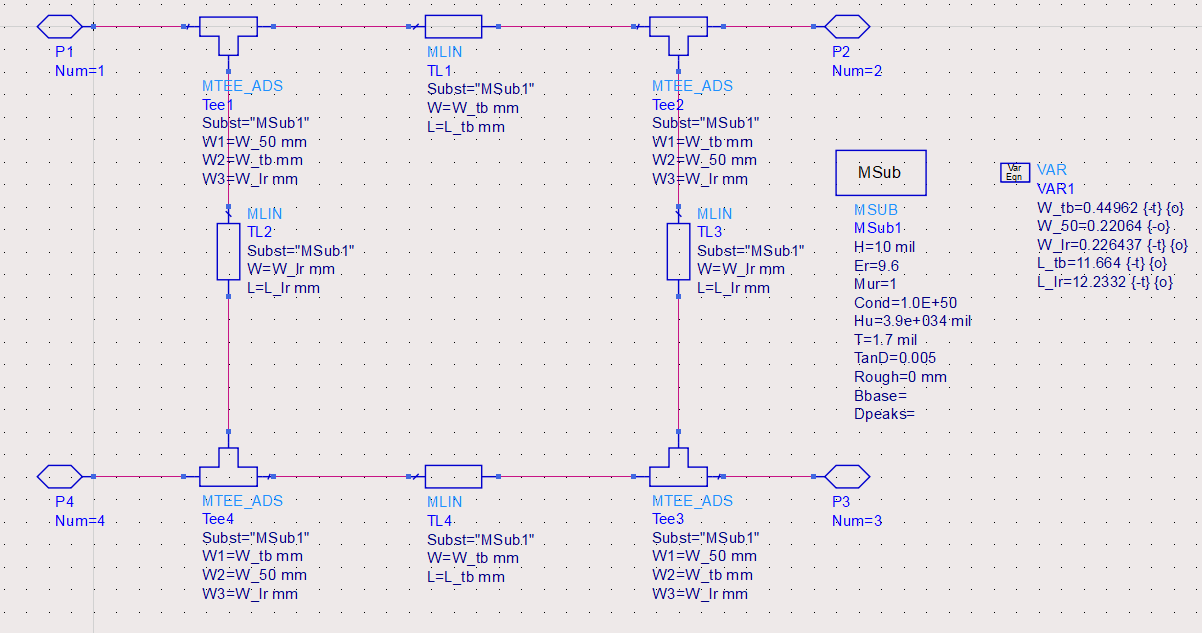 P1
Num=1
MTEE_ADS
Tee1
Subst="MSub1"
W1=W_50 mm
W2=W_tb mm
W3=W_lr mm
MLIN
TL1
Subst="MSub1"
W=W_tb mm
L=L_tb mm
MTEE_ADS
Tee2
Subst="MSub1"
W1=W_tb mm
W2=W_50 mm
W3=W_lr mm
P2
Num=2
MLIN
TL2
Subst="MSub1"
W=W_lr mm
L=L_lr mm
MLIN
TL3
Subst="MSub1"
W=W_lr mm
L=L_lr mm
MSub
MSUB
MSub1
H=10 mil
Er=9.6
Mur=1
Cond=1.0E+50
Hu=3.9e+034 mil
T=1.7 mil
TanD=0.005
Rough=0 mm
Bbase=
Dpeaks=
Var
Eqn
VAR
VAR1
W_tb=0.44962 {-t} {o}
W_50=0.22064 {-o}
W_lr=0.226437 {-t} {o}
L_tb=11.664 {-t} {o}
L_lr=12.2332 {-t} {o}
P4
Num=4
MTEE_ADS
Tee4
Subst="MSub1"
W1=W_tb mm
W2=W_50 mm
W3=W_lr mm
MLIN
TL4
Subst="MSub1"
W=W_tb mm
L=L_tb mm
MTEE_ADS
Tee3
Subst="MSub1"
W1=W_50 mm
W2=W_tb mm
W3=W_lr mm
P3
Num=3